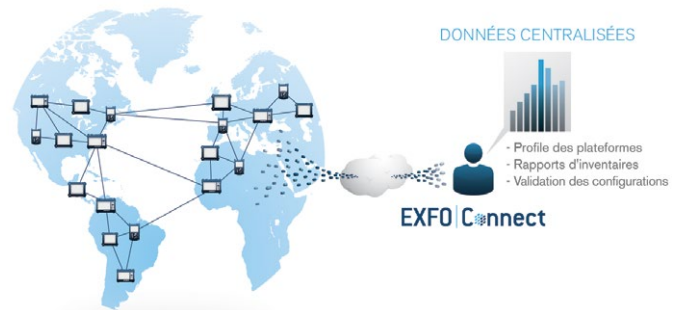 DONNÉES CENTRALISÉES
- Profile des plateformes
- Rapports d'inventaires
- Validation des configurations
EXFO Connect